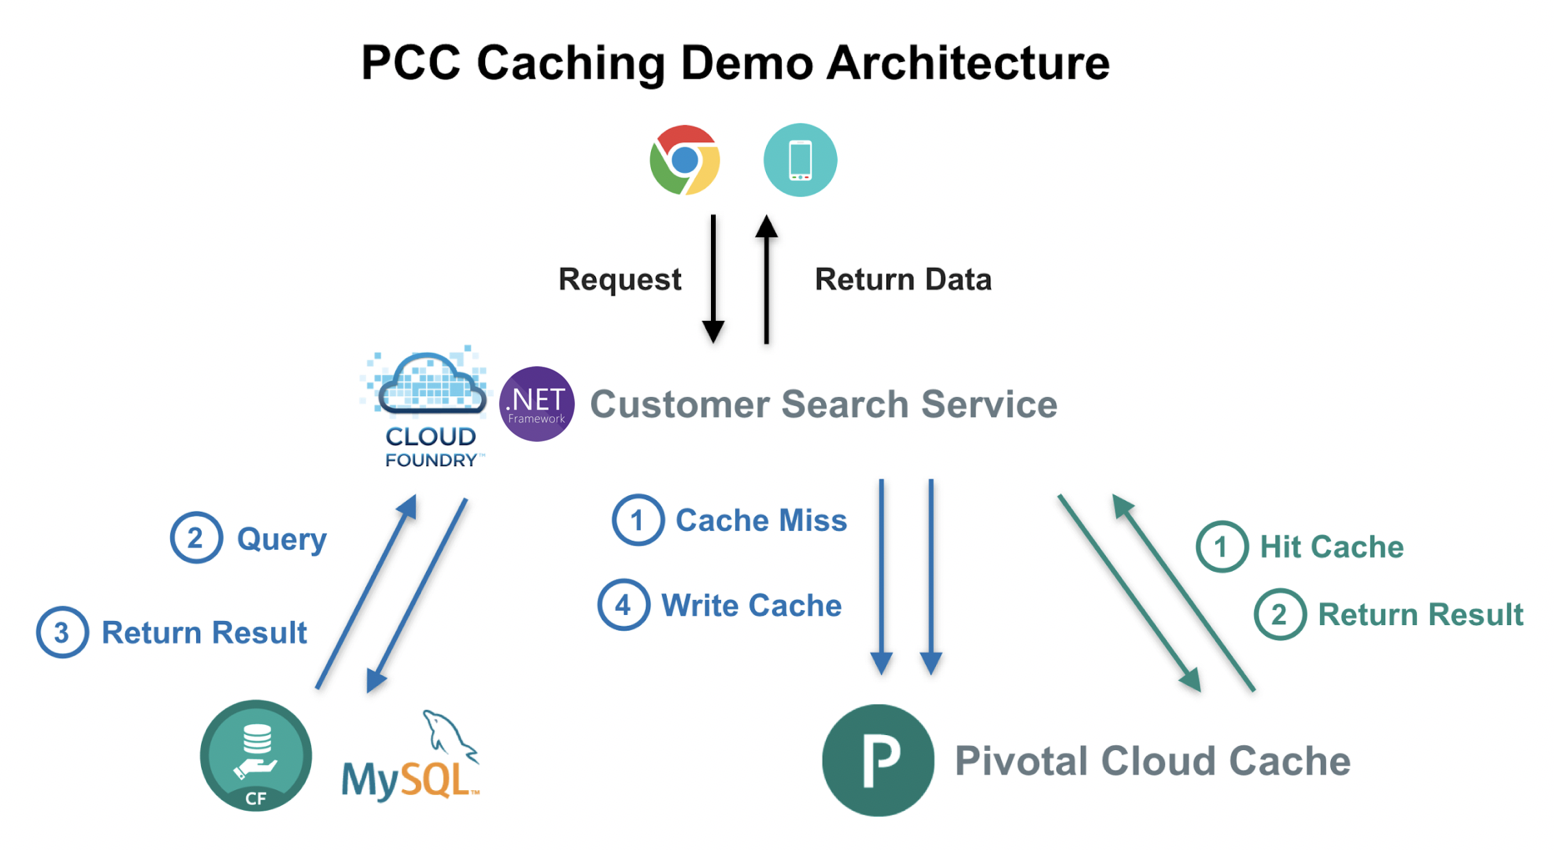 PCC Caching Demo Architecture
Request
Return Data
CLOUD
FOUNDRY™
.NET
Framework
Customer Search Service
2 Query
3 Return Result
1 Cache Miss
4 Write Cache
1 Hit Cache
2 Return Result
CF
MySQL™
P
Pivotal Cloud Cache